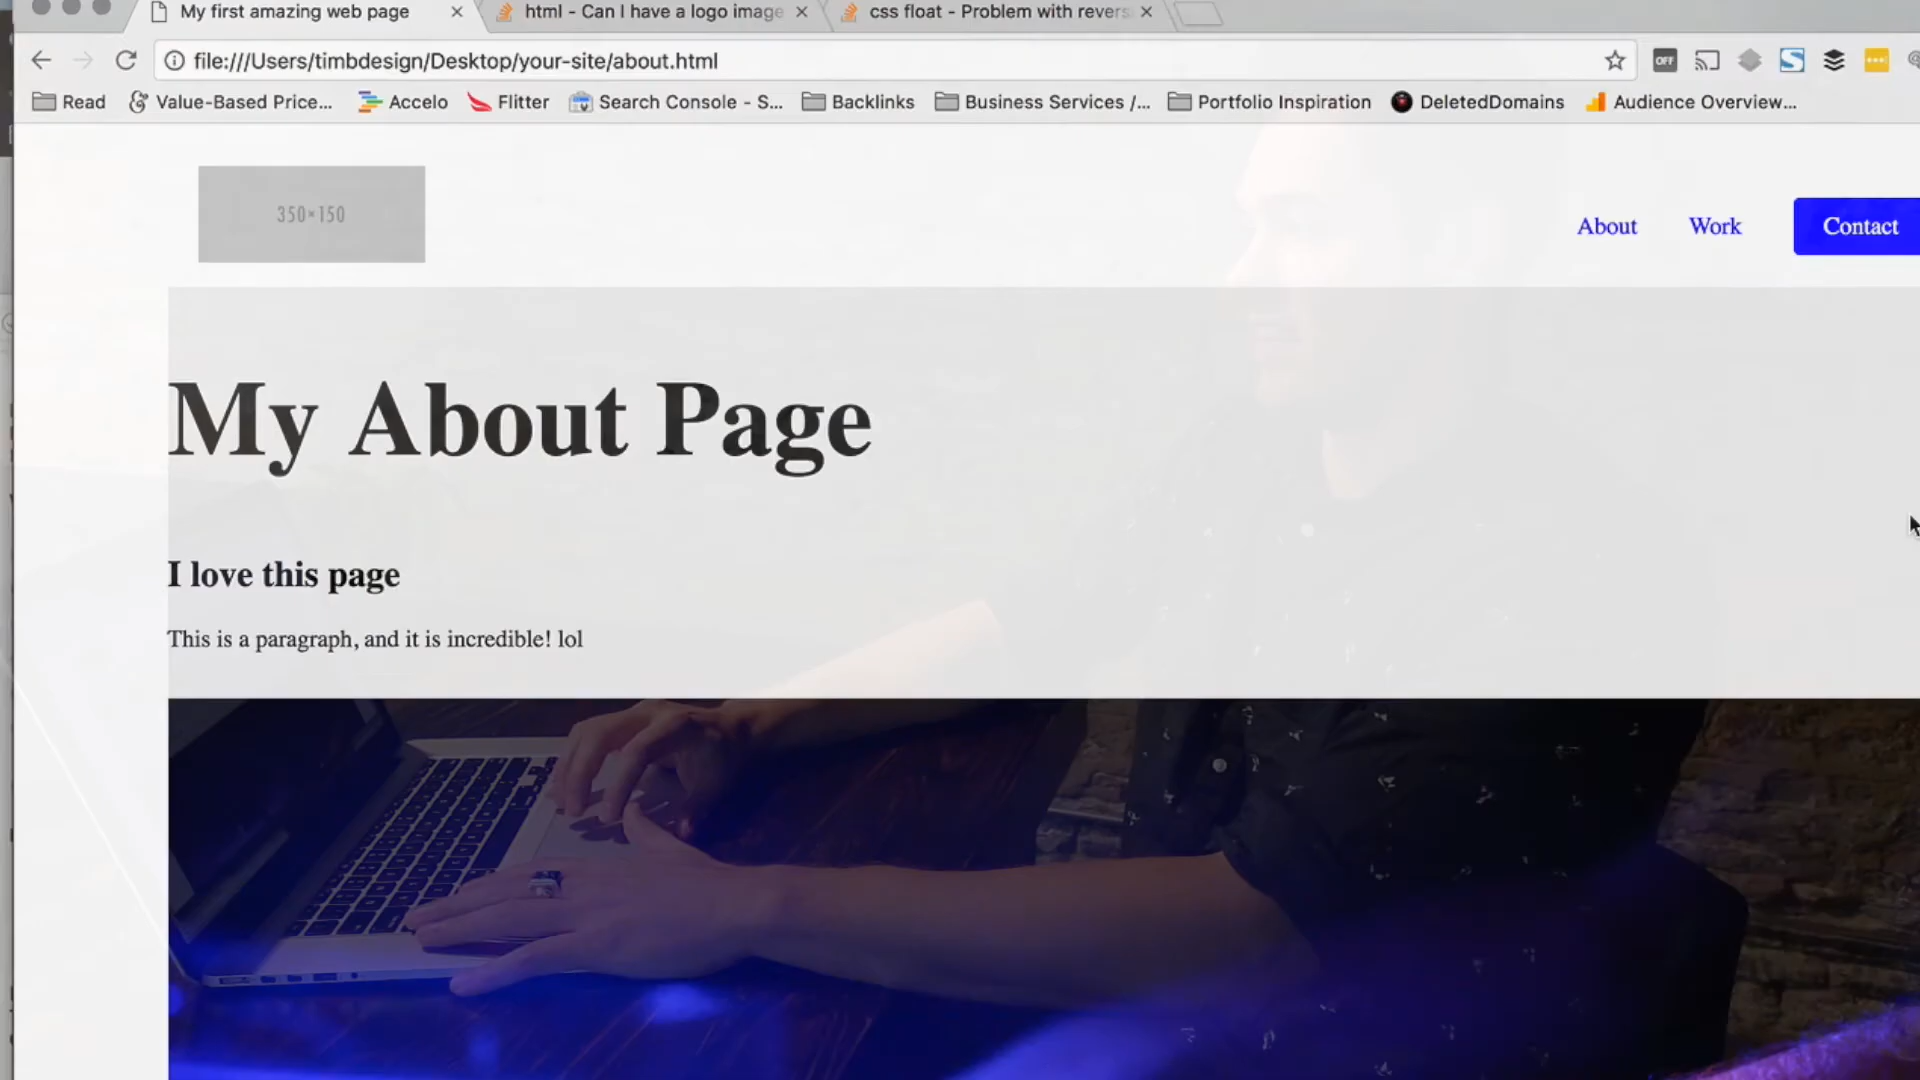 My first amazing web page
html - Can I have a logo image
css float - Problem with revers
file:///Users/timbdesign/Desktop/your-site/about.html
OFF
Read
Value-Based Price...
Accelo
Flitter
Search Console - S...
Backlinks
Business Services /...
Portfolio Inspiration
DeletedDomains
Audience Overview...
350×150
About
Work
Contact
My About Page
I love this page
This is a paragraph, and it is incredible! lol